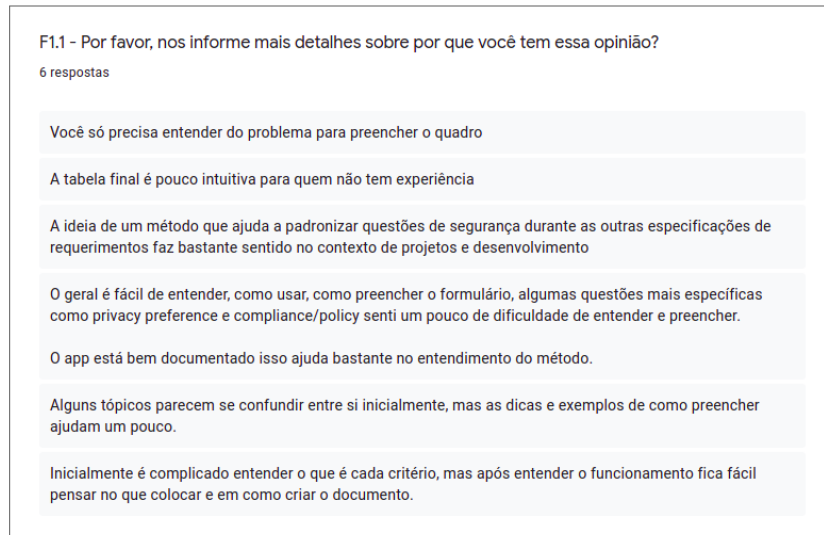 F1.1 - Por favor, nos informe mais detalhes sobre por que você tem essa opinião?
6 respostas
Você só precisa entender do problema para preencher o quadro
A tabela final é pouco intuitiva para quem não tem experiência
A ideia de um método que ajuda a padronizar questões de segurança durante as outras especificações de
requerimentos faz bastante sentido no contexto de projetos e desenvolvimento
O geral é fácil de entender, como usar, como preencher o formulário, algumas questões mais específicas
como privacy preference e compliance/policy senti um pouco de dificuldade de entender e preencher.
O app está bem documentado isso ajuda bastante no entendimento do método.
Alguns tópicos parecem se confundir entre si inicialmente, mas as dicas e exemplos de como preencher
ajudam um pouco.
Inicialmente é complicado entender o que é cada critério, mas após entender o funcionamento fica fácil
pensar no que colocar e em como criar o documento.